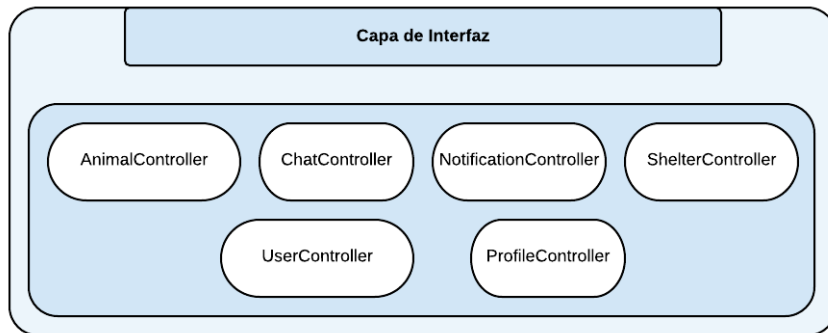 Capa de Interfaz
AnimalController
ChatController
NotificationController
ShelterController
UserController
ProfileController